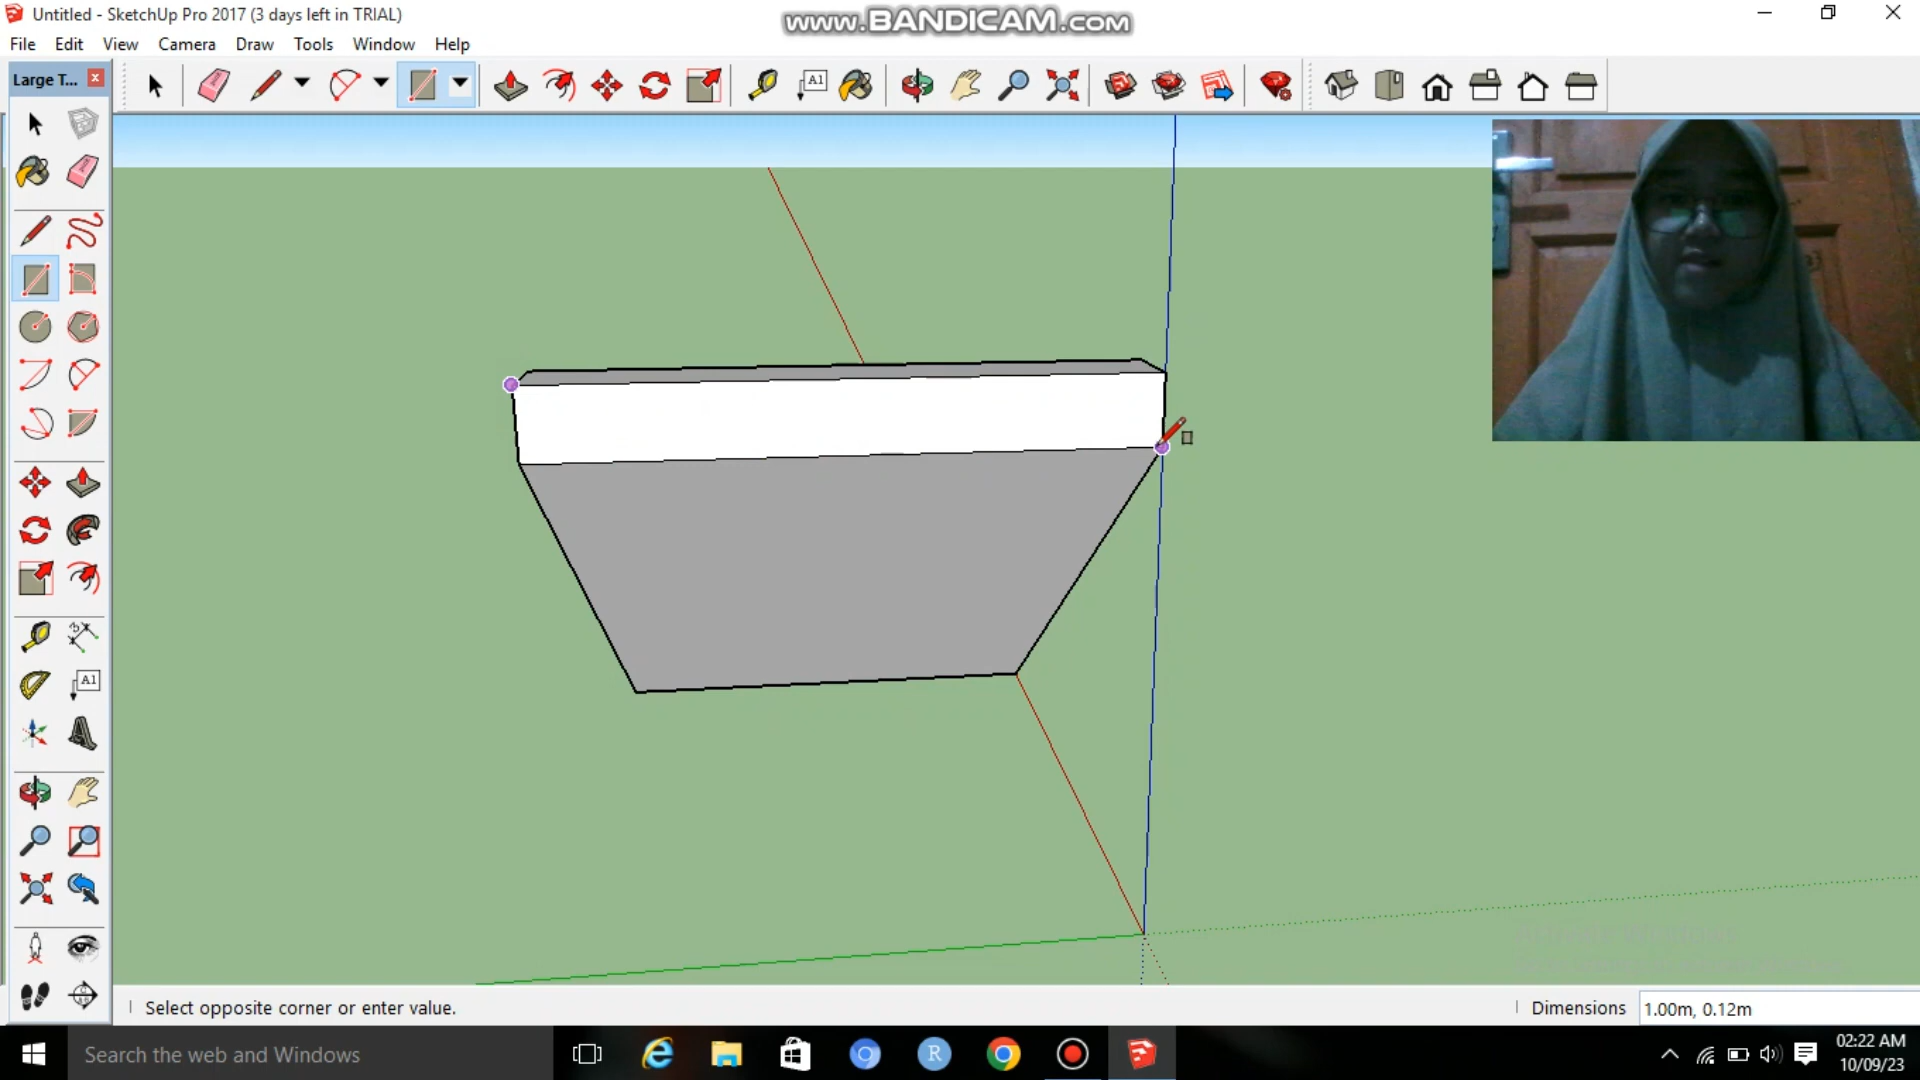 Untitled - SketchUp Pro 2017 (3 days left in TRIAL)
www.BANDICAM.com
File Edit View Camera Draw Tools Window Help
Large T...
A1
A1
Select opposite corner or enter value.
Dimensions 1.00m, 0.12m
Search the web and Windows
02:22 AM
10/09/23